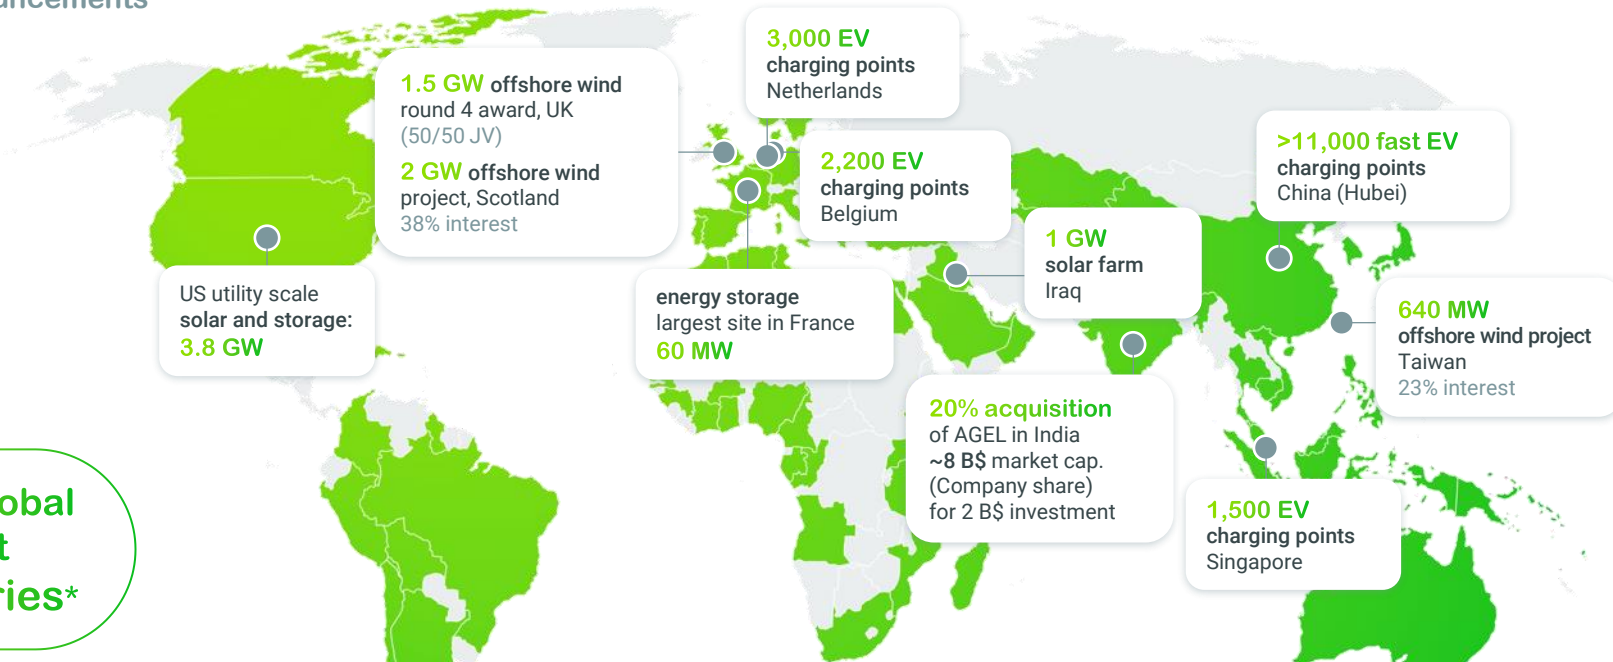 1.5 GW offshore wind
round 4 award, UK
(50/50 JV)
2 GW offshore wind
project, Scotland
38% interest
3,000 EV
charging points
Netherlands
2,200 EV
charging points
Belgium
>11,000 fast EV
charging points
China (Hubei)
1 GW
solar farm
Iraq
US utility scale
solar and storage:
3.8 GW
energy storage
largest site in France
60 MW
640 MW
offshore wind project
Taiwan
23% interest
20% acquisition
of AGEL in India
~8 B$ market cap.
(Company share)
for 2 B$ investment
1,500 EV
charging points
Singapore